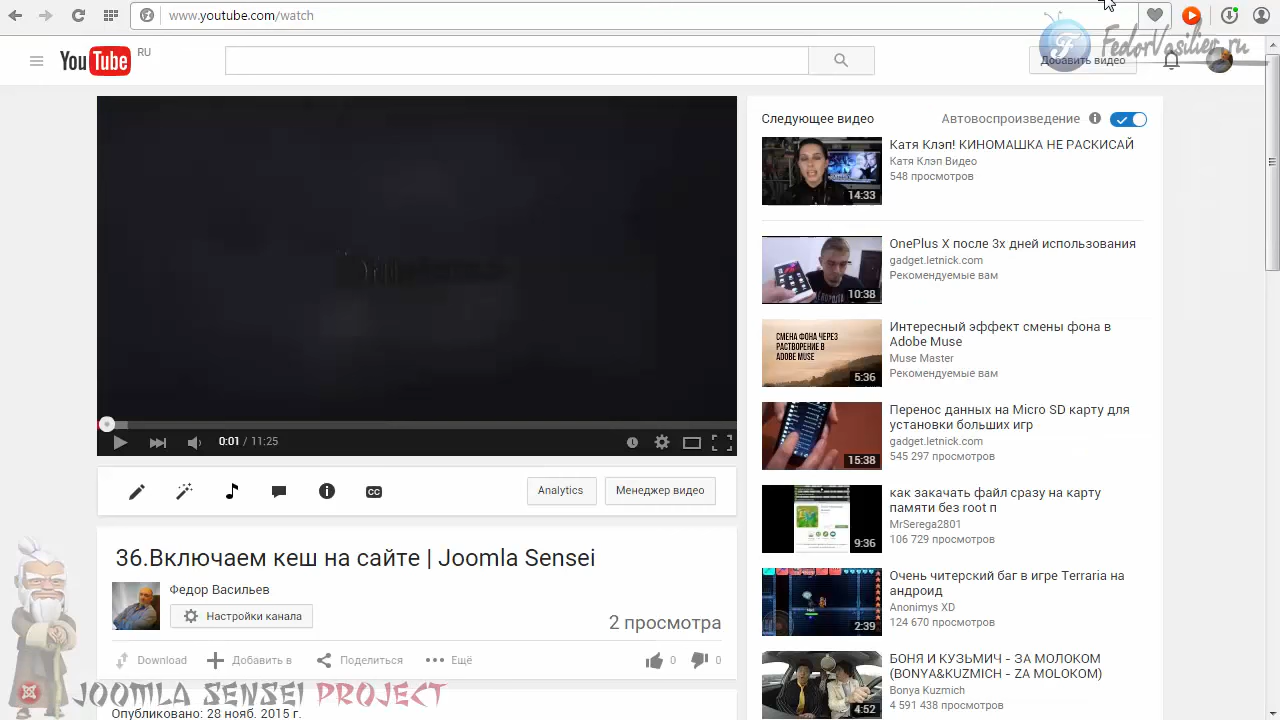 www.youtube.com/watch
FedorVasiliev.ru
YouTube RU
Добавить видео
0:01 / 11:25
CC
Analytics
Менеджер видео
36.Включаем кеш на сайте | Joomla Sensei
Федор Васильев
Настройки канала
2 просмотра
Download
Добавить в
Поделиться
Ещё
0
0
JOOMLA SENSEI PROJECT
Опубликовано: 28 нояб. 2015 г.
Следующее видео
Автовоспроизведение
14:33
Катя Клэп! КИНОМАШКА НЕ РАСКИСАЙ
Катя Клэп Видео
548 просмотров
10:38
OnePlus X после 3х дней использования
gadget.letnick.com
Рекомендуемые вам
СМЕНА ФОНА ЧЕРЕЗ
РАСТВОРЕНИЕ В
ADOBE MUSE
5:36
Интересный эффект смены фона в
Adobe Muse
Muse Master
Рекомендуемые вам
15:38
Перенос данных на Micro SD карту для
установки больших игр
gadget.letnick.com
545 297 просмотров
9:36
как закачать файл сразу на карту
памяти без root п
MrSerega2801
106 729 просмотров
2:39
Очень читерский баг в игре Terraria на
андроид
Anonimys XD
124 670 просмотров
4:52
БОНЯ И КУЗЬМИЧ - ЗА МОЛОКОМ
(BONYA&KUZMICH - ZA MOLOKOM)
Bonya Kuzmich
4 591 438 просмотров